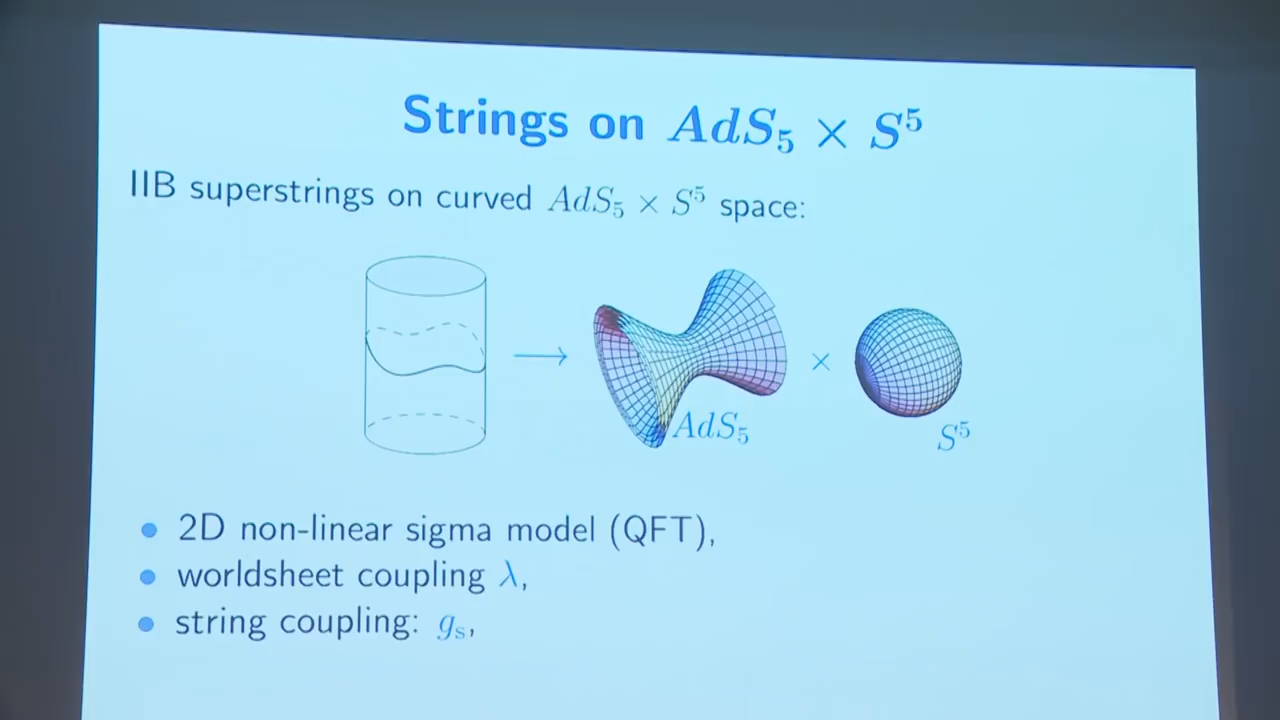 Strings on AdS₅ × S⁵
IIB superstrings on curved AdS₅ × S⁵ space:
→ × 
AdS₅
S⁵
• 2D non-linear sigma model (QFT),
• worldsheet coupling λ,
• string coupling: gₛ,